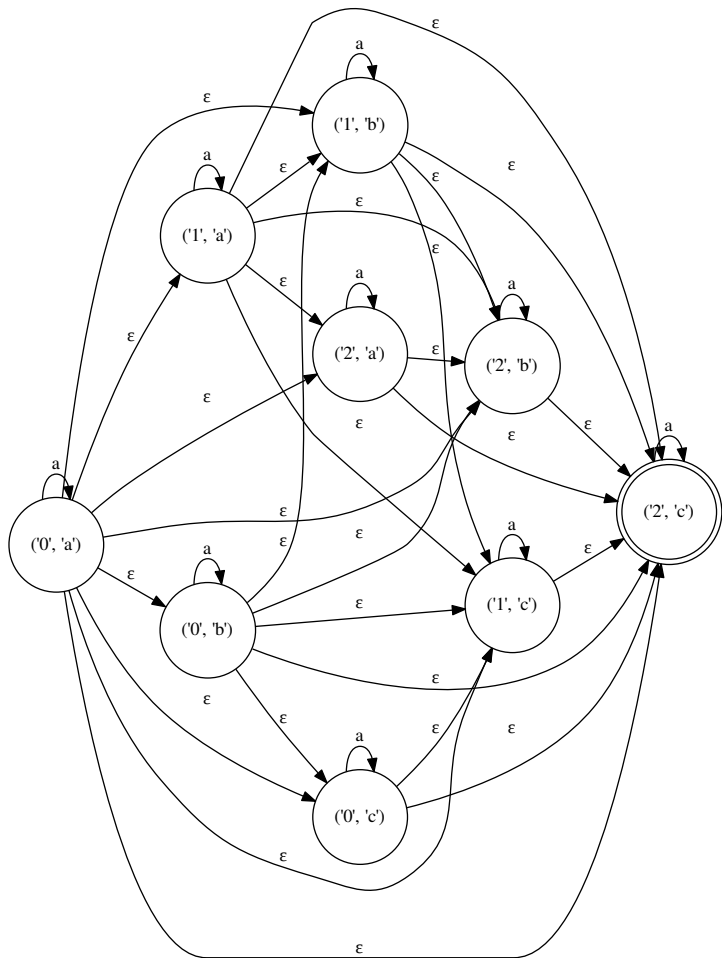 ε
a
('1', 'b')
ε
ε
a
ε
ε
('1', 'a')
ε
ε
ε
a
a
ε
('2', 'a')
ε
('2', 'b')
ε
ε
ε
ε
a
a
('2', 'c')
ε
a
ε
ε
('0', 'a')
ε
a
ε
ε
('1', 'c')
('0', 'b')
ε
ε
ε
ε
ε
ε
a
('0', 'c')
ε
ε